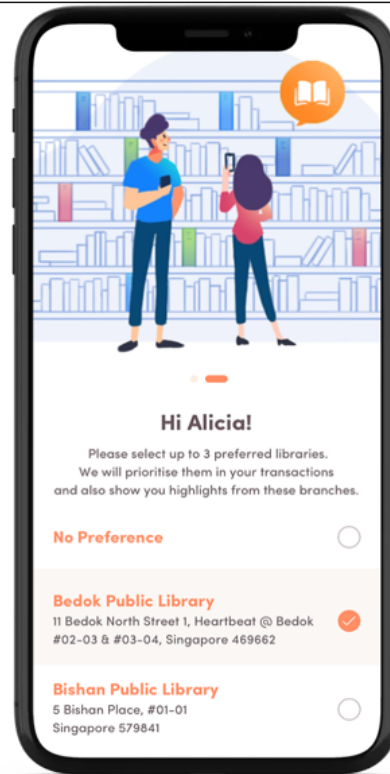 Hi Alicia!
Please select up to 3 preferred libraries.
We will prioritise them in your transactions
and also show you highlights from these branches.
No Preference
Bedok Public Library
11 Bedok North Street 1, Heartbeat @ Bedok
#02-03 & #03-04, Singapore 469662
Bishan Public Library
5 Bishan Place, #01-01
Singapore 579841